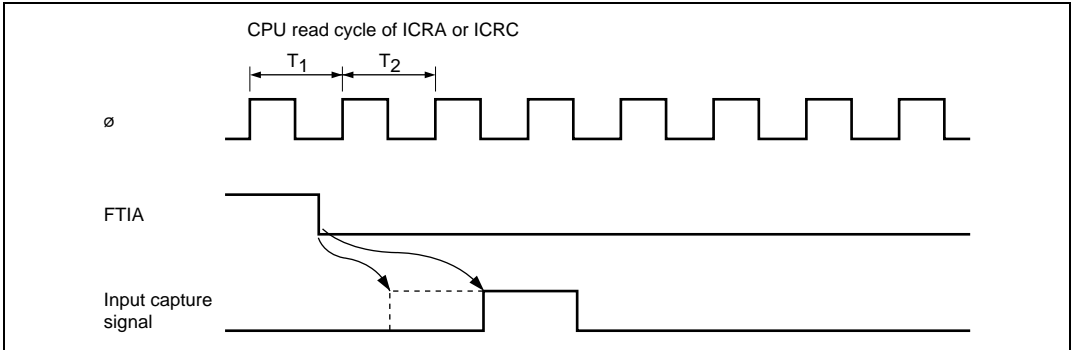 CPU read cycle of ICRA or ICRC
T1 T2
ø
FTIA
Input capture
signal